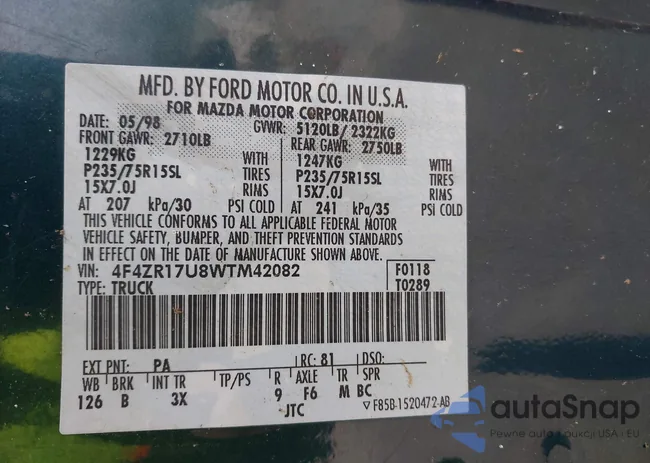 MFD. BY FORD MOTOR CO. IN U.S.A.
FOR MAZDA MOTOR CORPORATION
DATE: 05/98 GVWR: 5120LB/ 2322KG
FRONT GAWR: 2710LB REAR GAWR: 2750LB
1229KG WITH 1247KG WITH
P235/75R15SL TIRES P235/75R15SL TIRES
15X7.0J RIMS 15X7.0J RIMS
AT 207 kPa/30 PSI COLD AT 241 kPa/35 PSI COLD
THIS VEHICLE CONFORMS TO ALL APPLICABLE FEDERAL MOTOR
VEHICLE SAFETY, BUMPER, AND THEFT PREVENTION STANDARDS
IN EFFECT ON THE DATE OF MANUFACTURE SHOWN ABOVE.
VIN: 4F4ZR17U8WTM42082 F0118
TYPE: TRUCK T0289
EXT PNT: PA RC: 81 DSO:
WB BRK INT TR TP/PS R AXLE TR SPR
126 B 3X 9 F6 M BC
JTC ▽ F85B-1520472-AB
autaSnap
Pewne auto z aukcji USA i EU